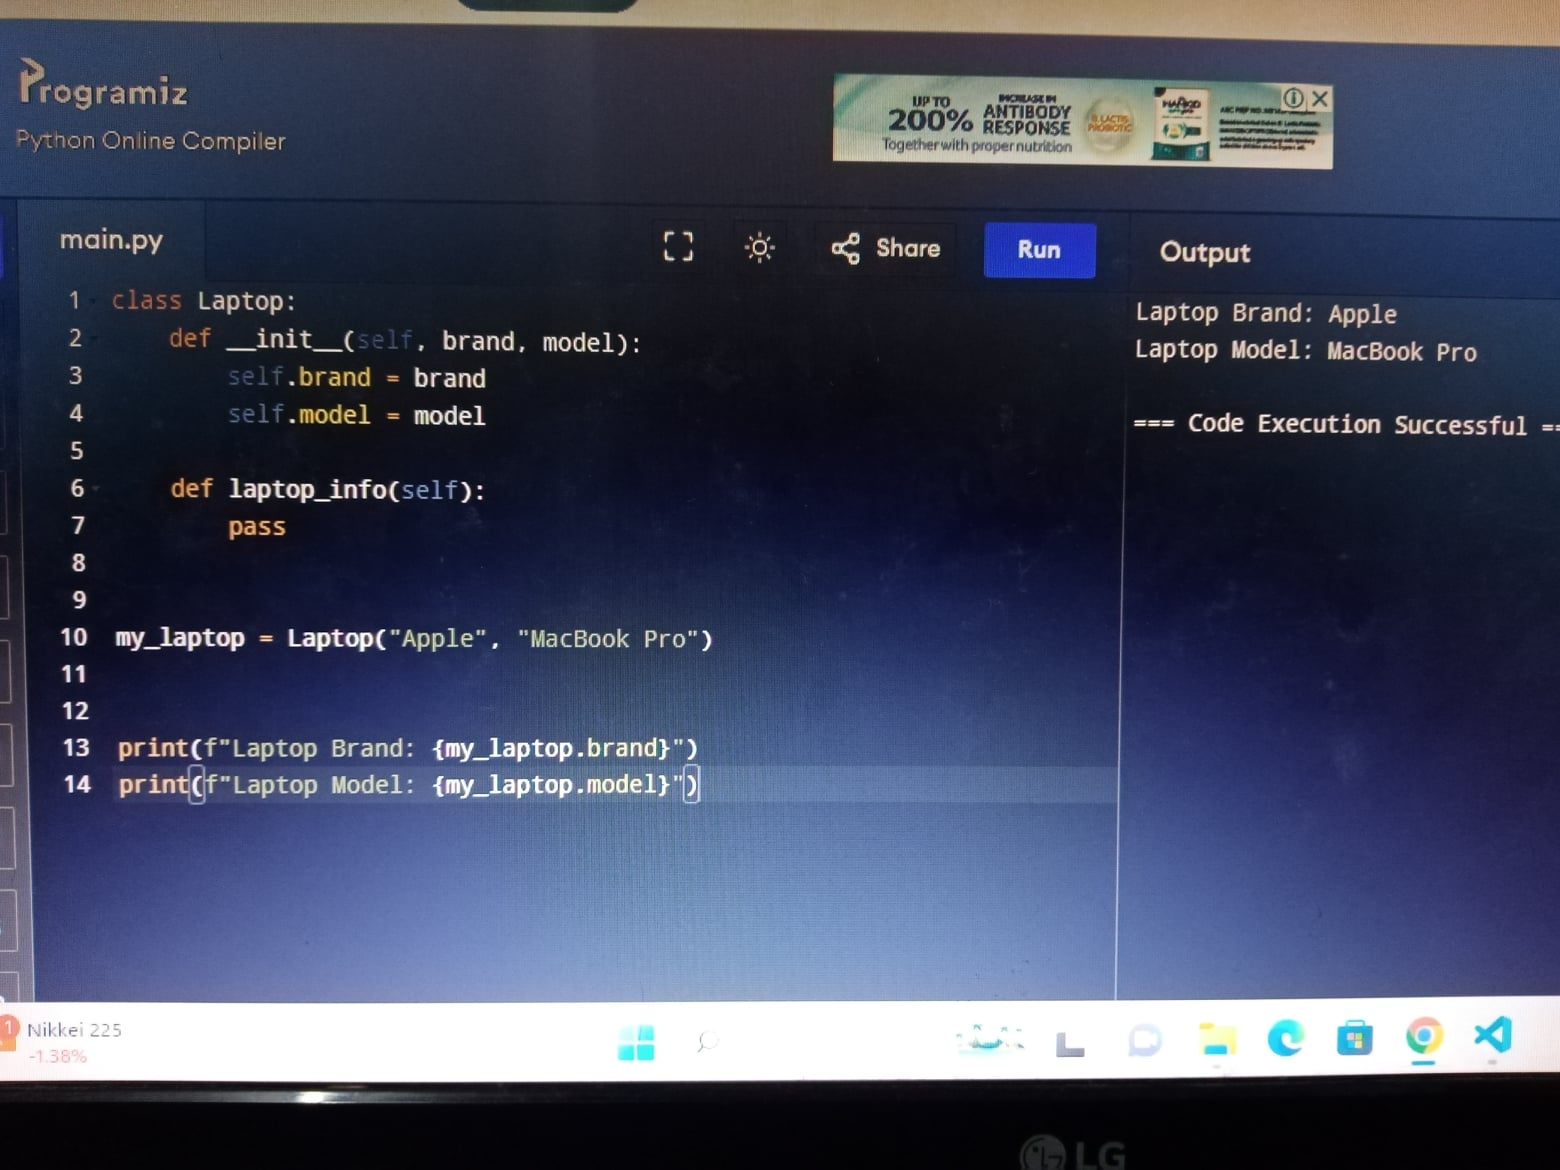 Programiz
Python Online Compiler
UP TO
200%
INCREASE IN
ANTIBODY
RESPONSE
Together with proper nutrition
B.LACTIS
PROBIOTIC
main.py
Share
Run
Output
1 class Laptop:
2     def __init__(self, brand, model):
3         self.brand = brand
4         self.model = model
5
6     def laptop_info(self):
7         pass
8
9
10 my_laptop = Laptop("Apple", "MacBook Pro")
11
12
13 print(f"Laptop Brand: {my_laptop.brand}")
14 print(f"Laptop Model: {my_laptop.model}")
Laptop Brand: Apple
Laptop Model: MacBook Pro
=== Code Execution Successful ==
1
Nikkei 225
-1.38%
LG